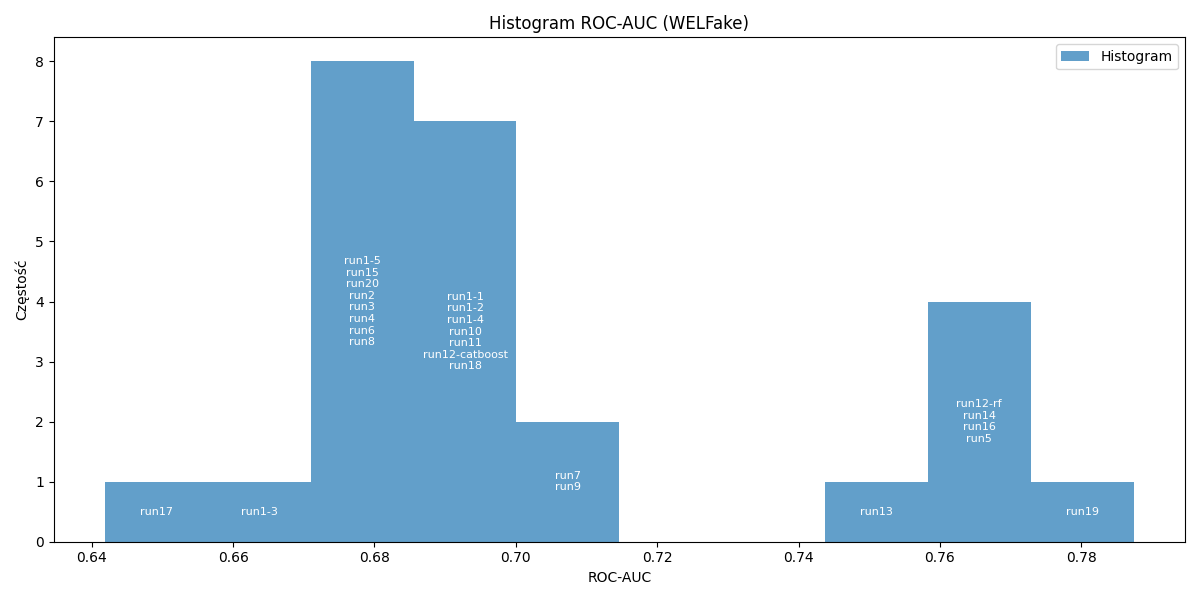 Histogram ROC-AUC (WELFake)
Histogram
Częstość
8
7
6
5
4
3
2
1
0
run17
run1-3
run1-5
run15
run20
run2
run3
run4
run6
run8
run1-1
run1-2
run1-4
run10
run11
run12-catboost
run18
run7
run9
run13
run12-rf
run14
run16
run5
run19
0.64 0.66 0.68 0.70 0.72 0.74 0.76 0.78
ROC-AUC